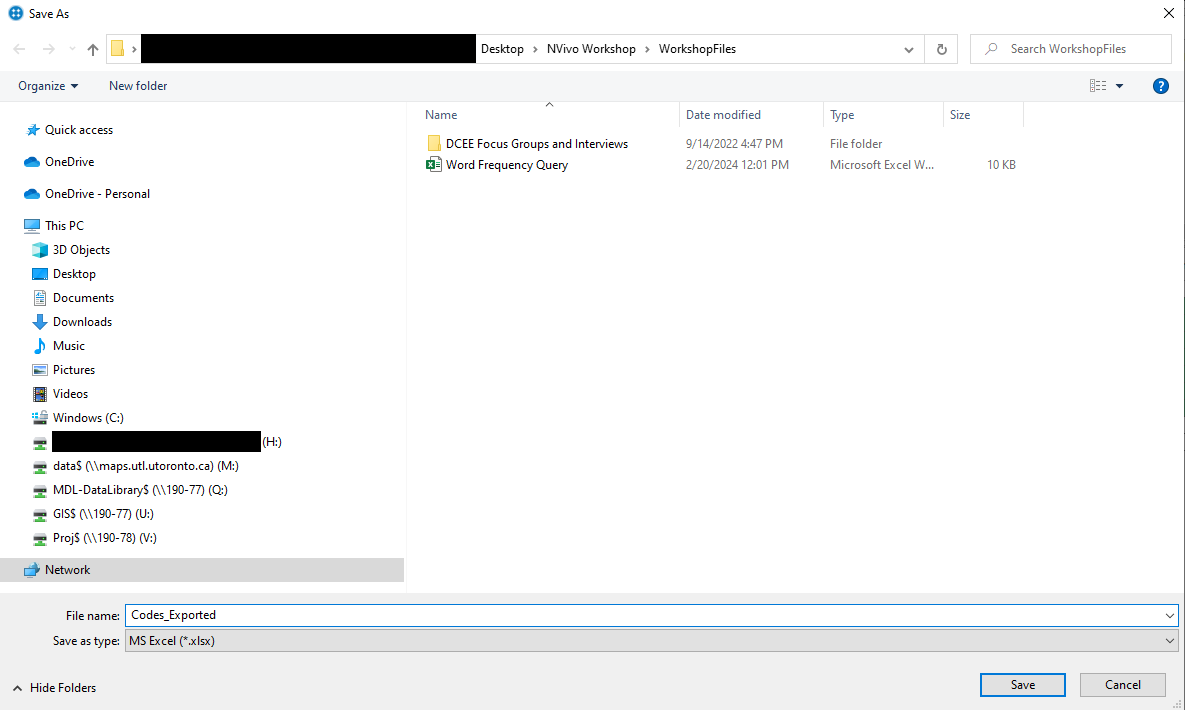 Save As
Desktop > NVivo Workshop > WorkshopFiles
Search WorkshopFiles
Organize
New folder
Name Date modified Type Size
DCEE Focus Groups and Interviews 9/14/2022 4:47 PM File folder
Word Frequency Query 2/20/2024 12:01 PM Microsoft Excel W... 10 KB
Quick access
OneDrive
OneDrive - Personal
This PC
3D Objects
Desktop
Documents
Downloads
Music
Pictures
Videos
Windows (C:)
(H:)
data$ (\\maps.utl.utoronto.ca) (M:)
MDL-DataLibrary$ (\\190-77) (Q:)
GIS$ (\\190-77) (U:)
Proj$ (\\190-78) (V:)
Network
File name: Codes_Exported
Save as type: MS Excel (*.xlsx)
Hide Folders
Save
Cancel